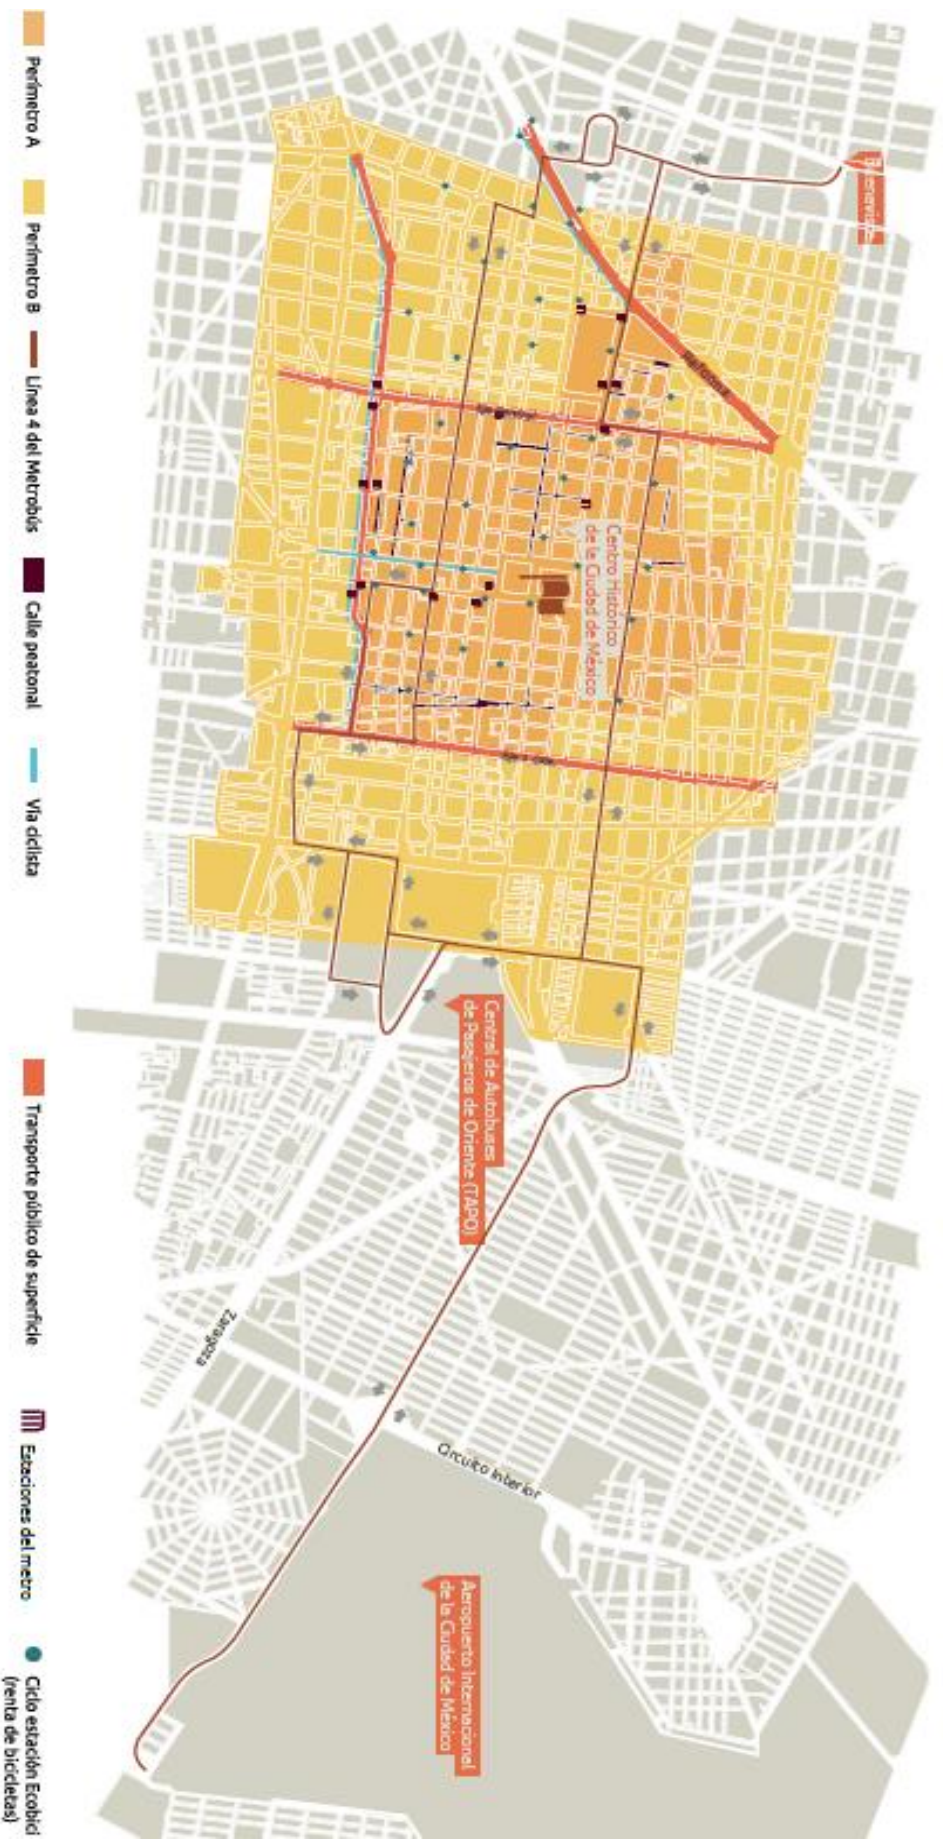 Buenavista
Reforma
Centro Histórico
de la Ciudad de México
Central de Autobuses
de Pasajeros de Oriente (TAPO)
Zaragoza
Circuito Interior
Aeropuerto Internacional
de la Ciudad de México
Perímetro A
Perímetro B
Línea 4 del Metrobús
Calle peatonal
Vía ciclista
Transporte público de superficie
Estaciones del metro
Ciclo estación Ecobici
(renta de bicicletas)